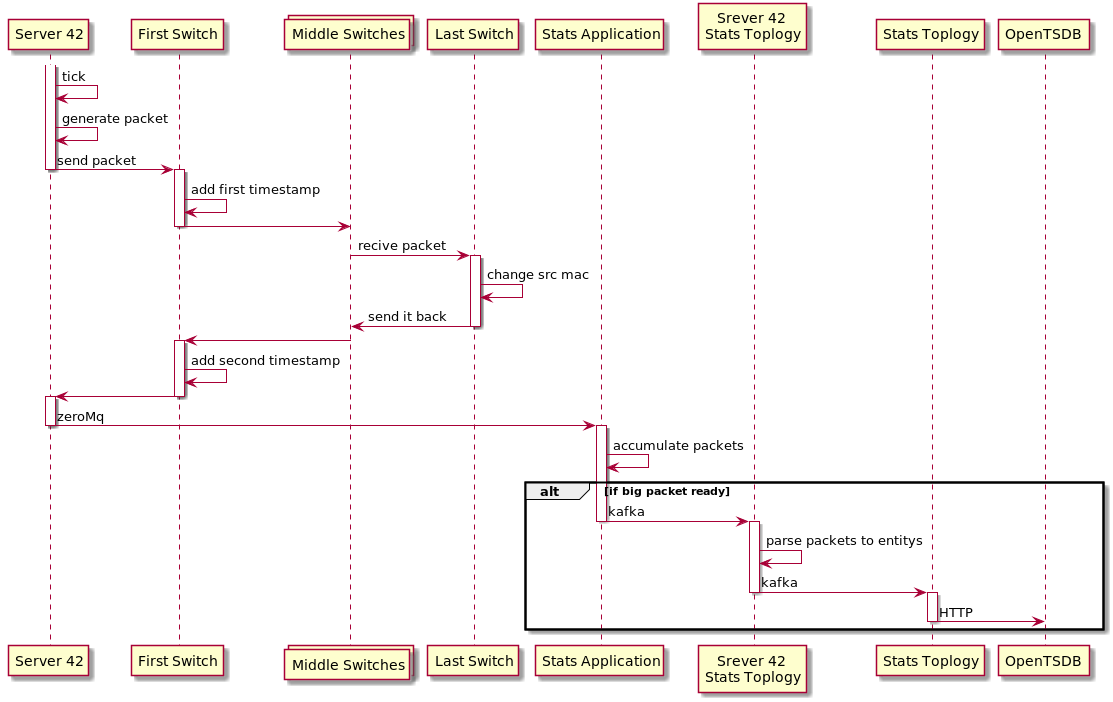 Server 42
First Switch
Middle Switches
Last Switch
Stats Application
Srever 42
Stats Toplogy
Stats Toplogy
OpenTSDB
tick
generate packet
send packet
add first timestamp
recive packet
change src mac
send it back
add second timestamp
zeroMq
accumulate packets
alt
[if big packet ready]
kafka
parse packets to entitys
kafka
HTTP
Server 42
First Switch
Middle Switches
Last Switch
Stats Application
Srever 42
Stats Toplogy
Stats Toplogy
OpenTSDB